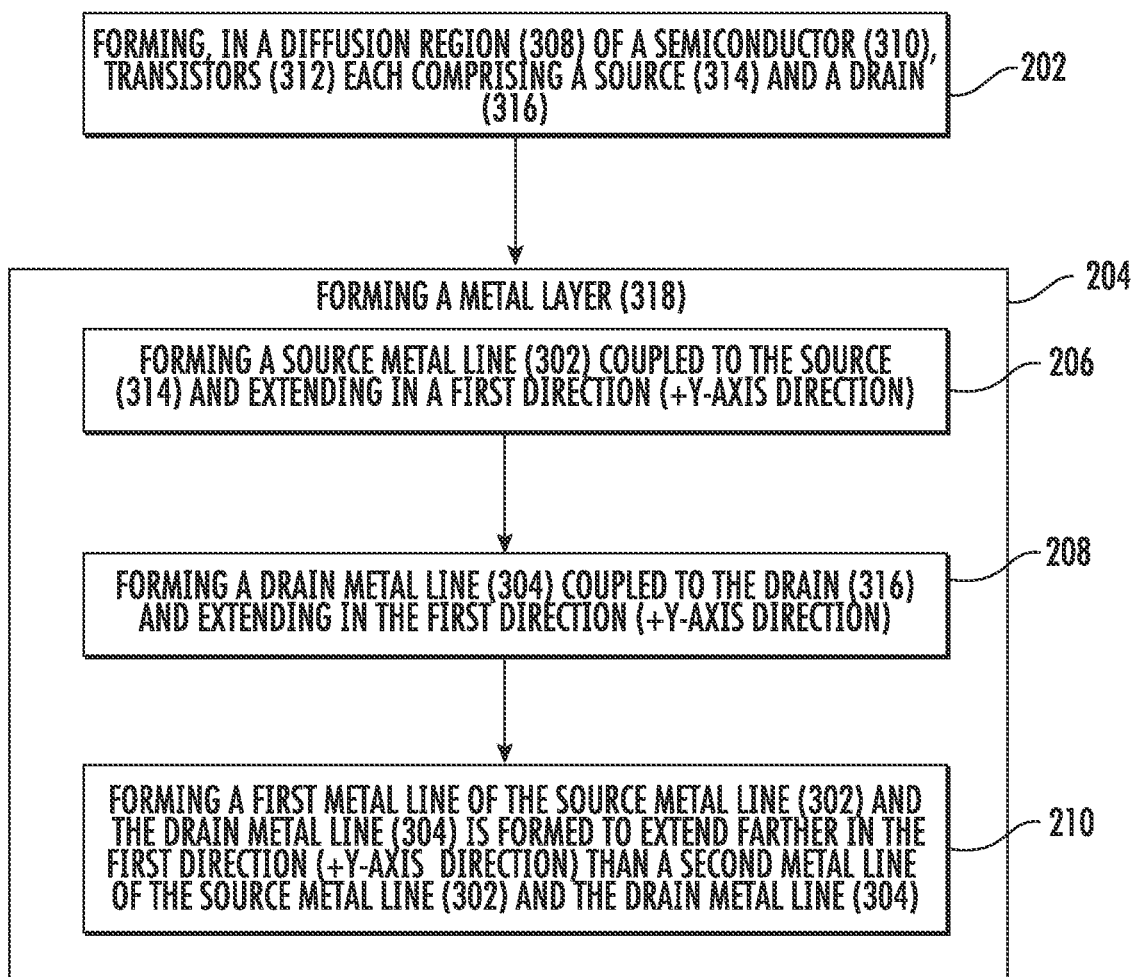 FORMING, IN A DIFFUSION REGION (308) OF A SEMICONDUCTOR (310),
TRANSISTORS (312) EACH COMPRISING A SOURCE (314) AND A DRAIN
(316)
202
FORMING A METAL LAYER (318)
204
FORMING A SOURCE METAL LINE (302) COUPLED TO THE SOURCE
(314) AND EXTENDING IN A FIRST DIRECTION (+Y-AXIS DIRECTION)
206
FORMING A DRAIN METAL LINE (304) COUPLED TO THE DRAIN (316)
AND EXTENDING IN THE FIRST DIRECTION (+Y-AXIS DIRECTION)
208
FORMING A FIRST METAL LINE OF THE SOURCE METAL LINE (302) AND
THE DRAIN METAL LINE (304) IS FORMED TO EXTEND FARTHER IN THE
FIRST DIRECTION (+Y-AXIS DIRECTION) THAN A SECOND METAL LINE
OF THE SOURCE METAL LINE (302) AND THE DRAIN METAL LINE (304)
210